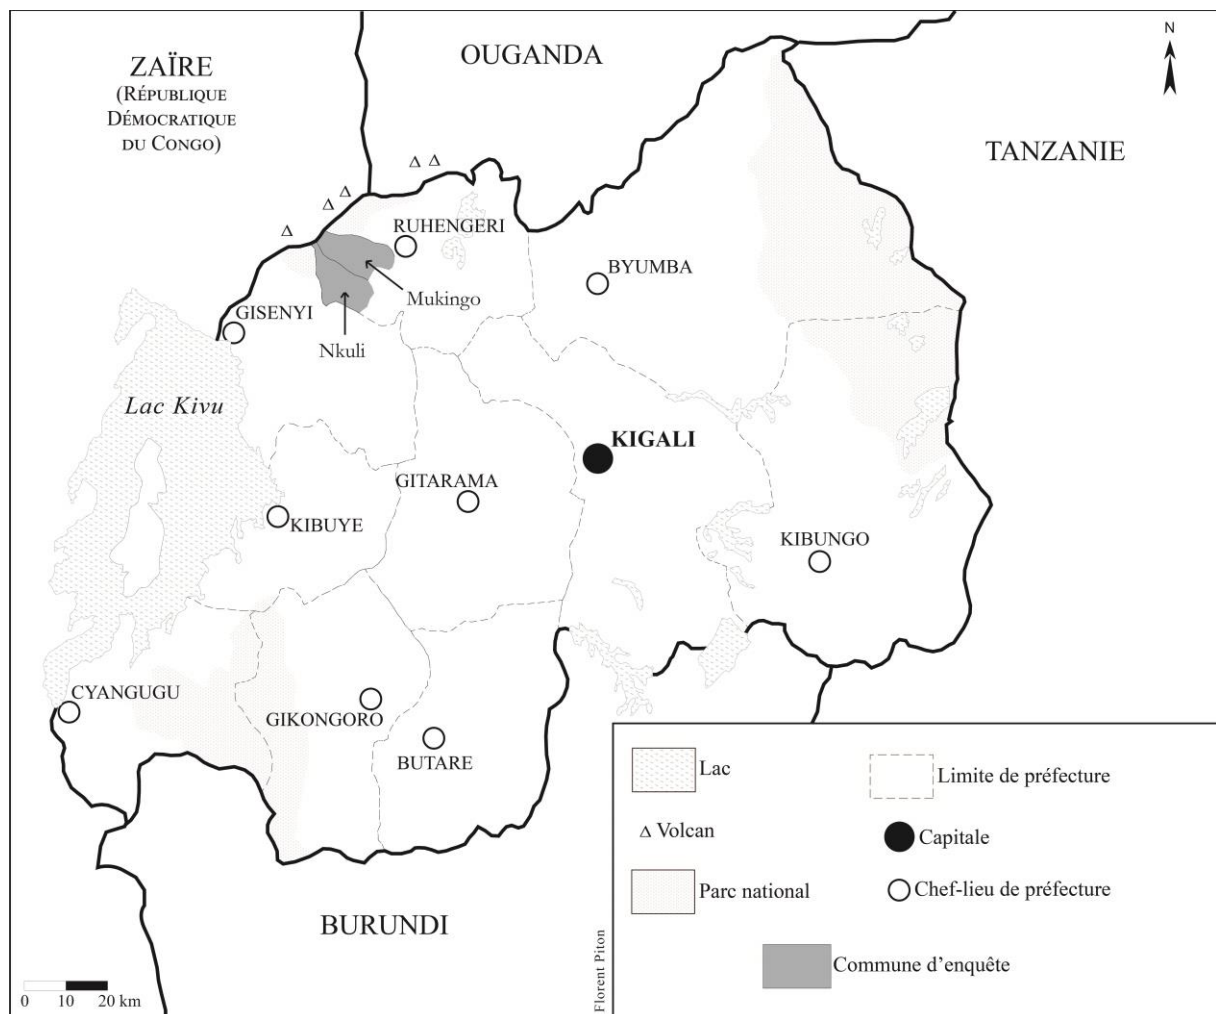 ZAÏRE
(RÉPUBLIQUE
DÉMOCRATIQUE
DU CONGO)
OUGANDA
N
TANZANIE
RUHENGERI
BYUMBA
Mukingo
GISENYI
Nkuli
Lac Kivu
KIGALI
GITARAMA
KIBUYE
KIBUNGO
CYANGUGU
GIKONGORO
BUTARE
BURUNDI
0 10 20 km
Florent Piton
Lac
Limite de préfecture
Δ Volcan
Capitale
Parc national
Chef-lieu de préfecture
Commune d'enquête